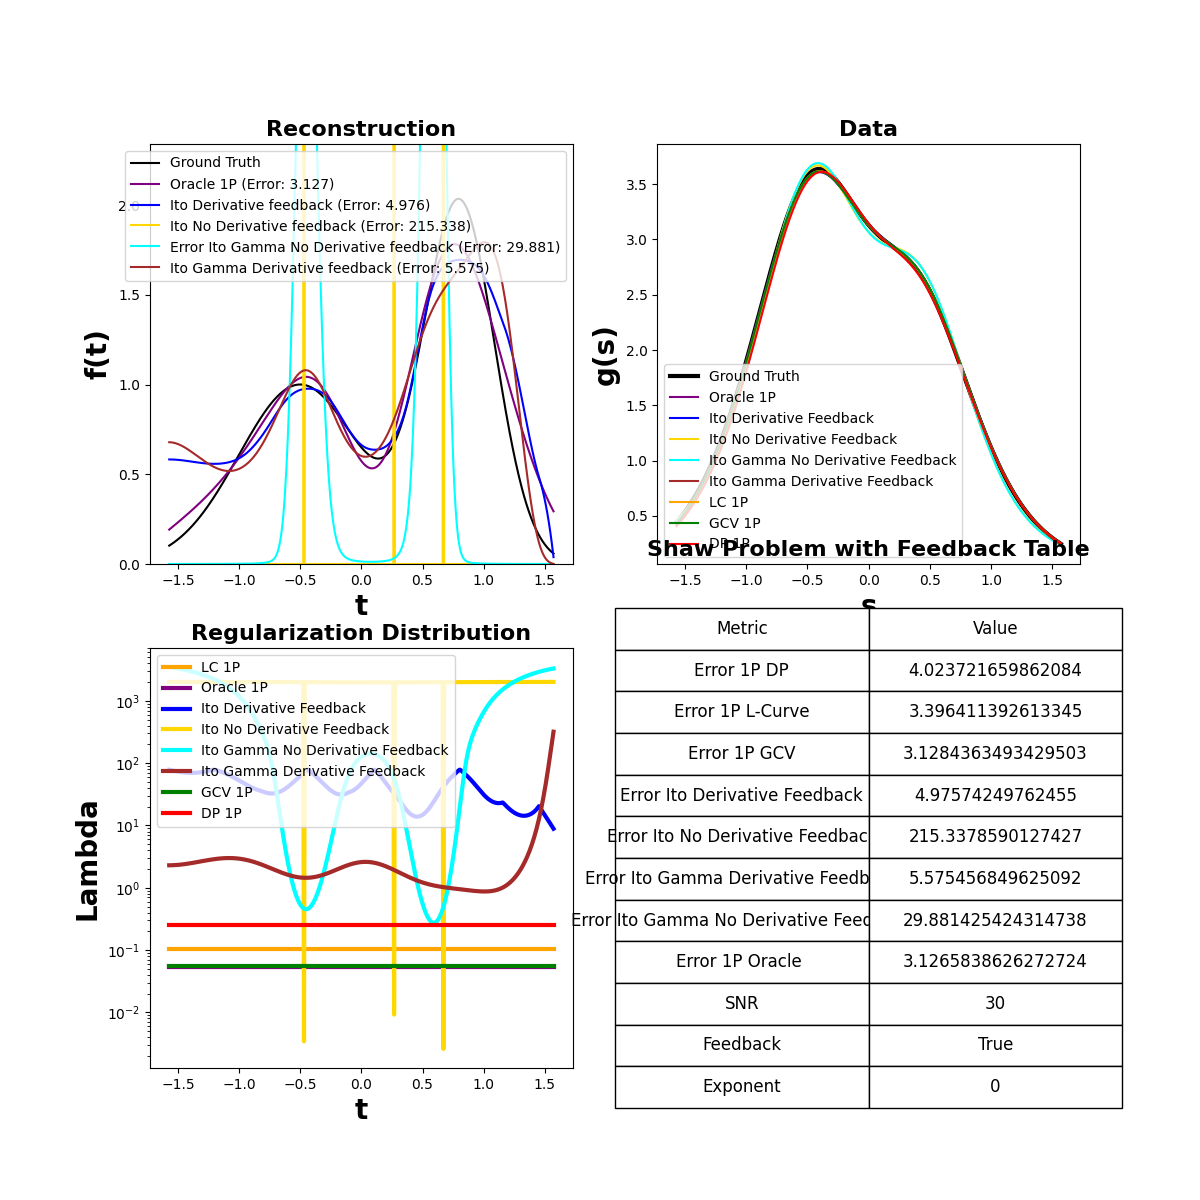 Reconstruction
f(t)
2.0
1.5
1.0
0.5
0.0
Ground Truth
Oracle 1P (Error: 3.127)
Ito Derivative feedback (Error: 4.976)
Ito No Derivative feedback (Error: 215.338)
Error Ito Gamma No Derivative feedback (Error: 29.881)
Ito Gamma Derivative feedback (Error: 5.575)
−1.5 −1.0 −0.5 0.0 0.5 1.0 1.5
t
Data
g(s)
3.5
3.0
2.5
2.0
1.5
1.0
0.5
Ground Truth
Oracle 1P
Ito Derivative Feedback
Ito No Derivative Feedback
Ito Gamma No Derivative Feedback
Ito Gamma Derivative Feedback
LC 1P
GCV 1P
DP 1P
−1.5 −1.0 −0.5 0.0 0.5 1.0 1.5
s
Regularization Distribution
Lambda
10³
10²
10¹
10⁰
10⁻¹
10⁻²
LC 1P
Oracle 1P
Ito Derivative Feedback
Ito No Derivative Feedback
Ito Gamma No Derivative Feedback
Ito Gamma Derivative Feedback
GCV 1P
DP 1P
−1.5 −1.0 −0.5 0.0 0.5 1.0 1.5
t
Shaw Problem with Feedback Table
Metric Value
Error 1P DP 4.023721659862084
Error 1P L-Curve 3.396411392613345
Error 1P GCV 3.1284363493429503
Error Ito Derivative Feedback 4.97574249762455
Error Ito No Derivative Feedbac 215.3378590127427
Error Ito Gamma Derivative Feedb 5.575456849625092
Error Ito Gamma No Derivative Feed 29.881425424314738
Error 1P Oracle 3.1265838626272724
SNR 30
Feedback True
Exponent 0